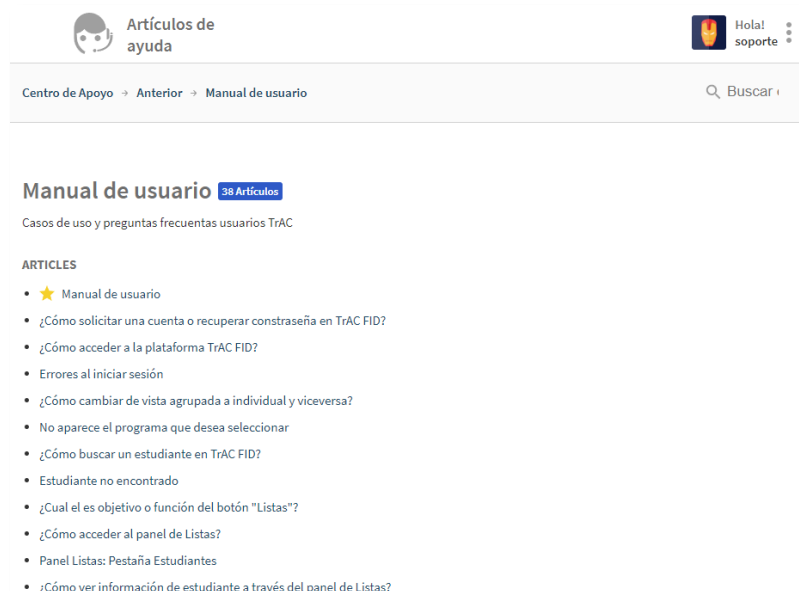 Artículos de
ayuda
Hola!
soporte
Centro de Apoyo → Anterior → Manual de usuario
Buscar
Manual de usuario 38 Artículos
Casos de uso y preguntas frecuentas usuarios TrAC
ARTICLES
Manual de usuario
¿Cómo solicitar una cuenta o recuperar constraseña en TrAC FID?
¿Cómo acceder a la plataforma TrAC FID?
Errores al iniciar sesión
¿Cómo cambiar de vista agrupada a individual y viceversa?
No aparece el programa que desea seleccionar
¿Cómo buscar un estudiante en TrAC FID?
Estudiante no encontrado
¿Cual el es objetivo o función del botón "Listas"?
¿Cómo acceder al panel de Listas?
Panel Listas: Pestaña Estudiantes
¿Cómo ver información de estudiante a través del panel de Listas?